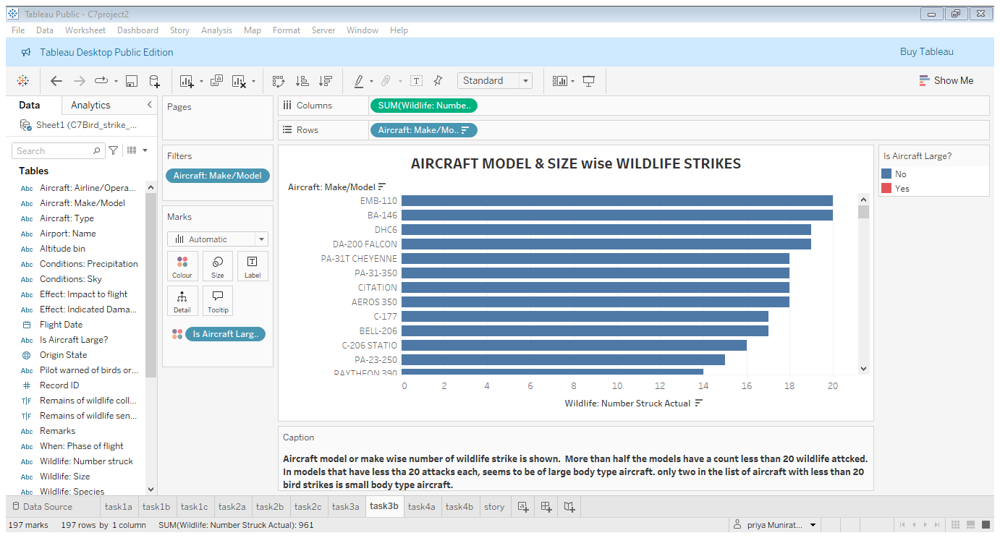 Tableau Public - C7project2
File Data Worksheet Dashboard Story Analysis Map Format Server Window Help
Tableau Desktop Public Edition
Buy Tableau
Standard
Show Me
Data
Analytics
Sheet1 (C7Bird_strike_...
Search
Tables
Abc Aircraft: Airline/Opera...
Abc Aircraft: Make/Model
Abc Aircraft: Type
Abc Airport: Name
Abc Altitude bin
Abc Conditions: Precipitation
Abc Conditions: Sky
Abc Effect: Impact to flight
Abc Effect: Indicated Dama...
Flight Date
Abc Is Aircraft Large?
Origin State
Abc Pilot warned of birds or...
Record ID
T|F Remains of wildlife coll...
T|F Remains of wildlife sen...
Abc Remarks
Abc When: Phase of flight
Abc Wildlife: Number struck
Abc Wildlife: Size
Abc Wildlife: Species
Pages
Filters
Aircraft: Make/Model
Marks
Automatic
Colour
Size
Label
Detail
Tooltip
Is Aircraft Larg..
Columns
SUM(Wildlife: Numbe..
Rows
Aircraft: Make/Mo..
AIRCRAFT MODEL & SIZE wise WILDLIFE STRIKES
Aircraft: Make/Model
EMB-110
BA-146
DHC6
DA-200 FALCON
PA-31T CHEYENNE
PA-31-350
CITATION
AEROS 350
C-177
BELL-206
C-206 STATIO
PA-23-250
RAYTHEON 390
0 2 4 6 8 10 12 14 16 18 20
Wildlife: Number Struck Actual
Is Aircraft Large?
No
Yes
Caption
Aircraft model or make wise number of wildlife strike is shown. More than half the models have a count less than 20 wildlife attcked.
In models that have less tha 20 attacks each, seems to be of large body type aircraft. only two in the list of aircraft with less than 20
bird strikes is small body type aircraft.
Data Source
task1a
task1b
task1c
task2a
task2b
task2c
task3a
task3b
task4a
task4b
story
197 marks
197 rows by 1 column
SUM(Wildlife: Number Struck Actual): 961
priya Munirat...